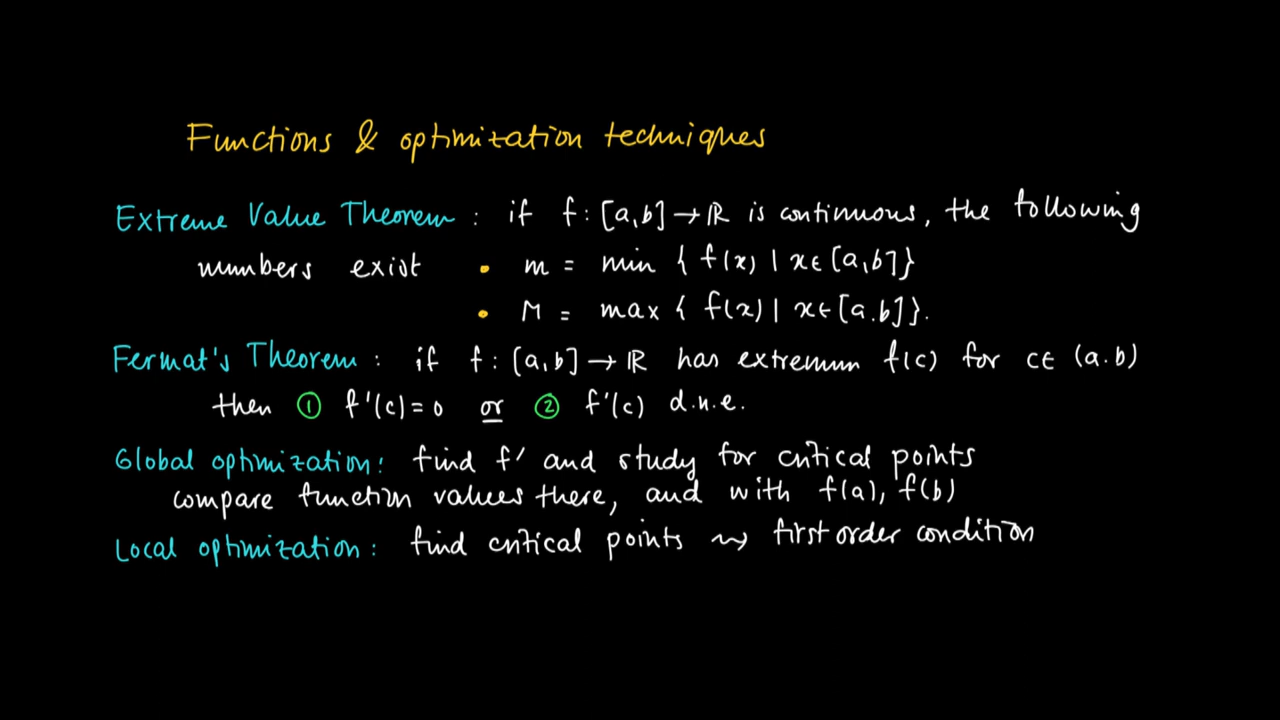 Functions & optimization techniques
Extreme Value Theorem : if f : [a,b] → ℝ is continuous, the following
numbers exist • m = min { f(x) | x ∈ [a,b]}
• M = max { f(x) | x ∈ [a.b]}.
Fermat's Theorem : if f : [a,b] → ℝ has extremum f(c) for c ∈ (a.b)
then ① f'(c) = 0 or ② f'(c) d.n.e.
Global optimization: find f' and study for critical points
compare function values there, and with f(a), f(b)
Local optimization : find critical points ⇝ first order condition